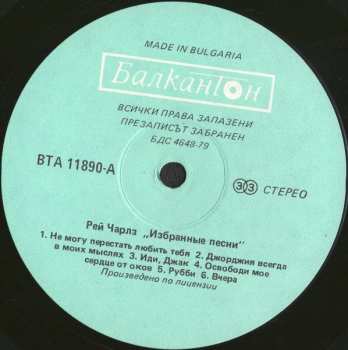 MADE IN BULGARIA
Балкантон
ВСИЧКИ ПРАВА ЗАПАЗЕНИ
ПРЕЗАПИСЪТ ЗАБРАНЕН
БДС 4648-79
ВТА 11890-А
33 СТЕРЕО
Рей Чарлз „Избранные песни"
1. Не могу перестать любить тебя 2. Джорджия всегда
в моих мыслях 3. Иди, Джак 4. Освободи мое
сердце от оков 5. Рубби 6. Вчера
Произведено по лицензии